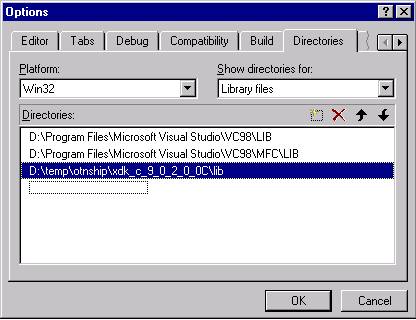 Options
Editor
Tabs
Debug
Compatibility
Build
Directories
Platform:
Show directories for:
Win32
Library files
Directories:
D:\Program Files\Microsoft Visual Studio\VC98\LIB
D:\Program Files\Microsoft Visual Studio\VC98\MFC\LIB
D:\temp\otnship\xdk_c_9_0_2_0_0C\lib
OK
Cancel